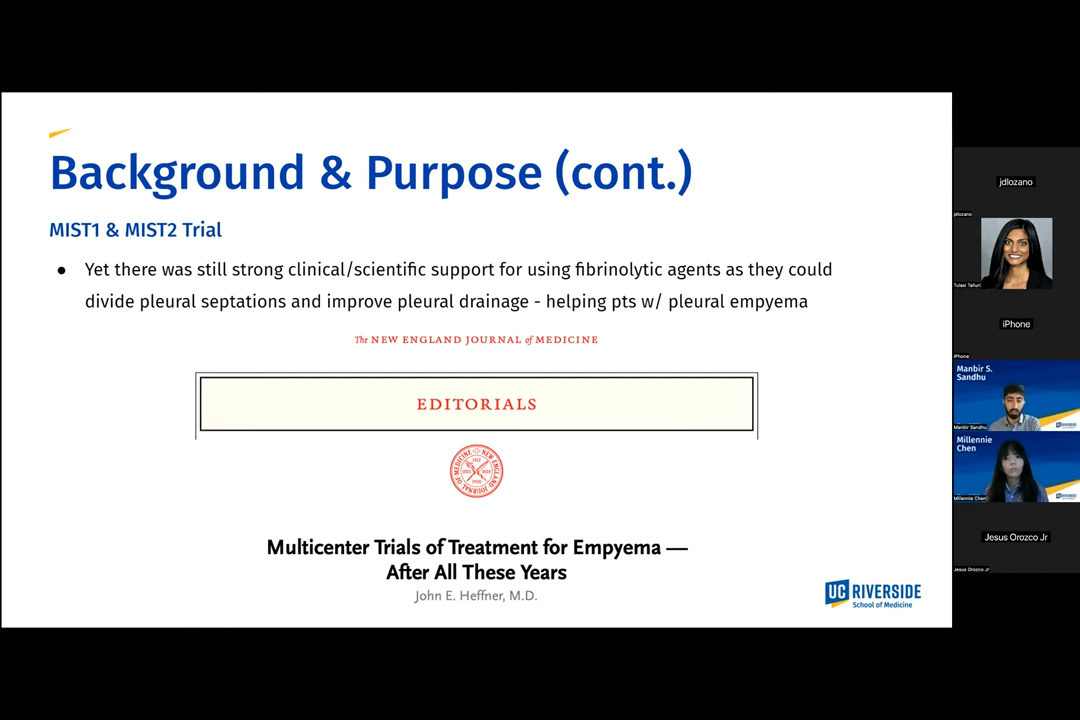 Background & Purpose (cont.)
MIST1 & MIST2 Trial
● Yet there was still strong clinical/scientific support for using fibrinolytic agents as they could
divide pleural septations and improve pleural drainage - helping pts w/ pleural empyema
The NEW ENGLAND JOURNAL of MEDICINE
EDITORIALS
Multicenter Trials of Treatment for Empyema —
After All These Years
John E. Heffner, M.D.
UC RIVERSIDE
School of Medicine
jdlozano
jdlozano
Tulasi Talluri
iPhone
iPhone
Manbir S.
Sandhu
Manbir Sandhu
Millennie
Chen
Millennie Chen
Jesus Orozco Jr
Jesus Orozco Jr